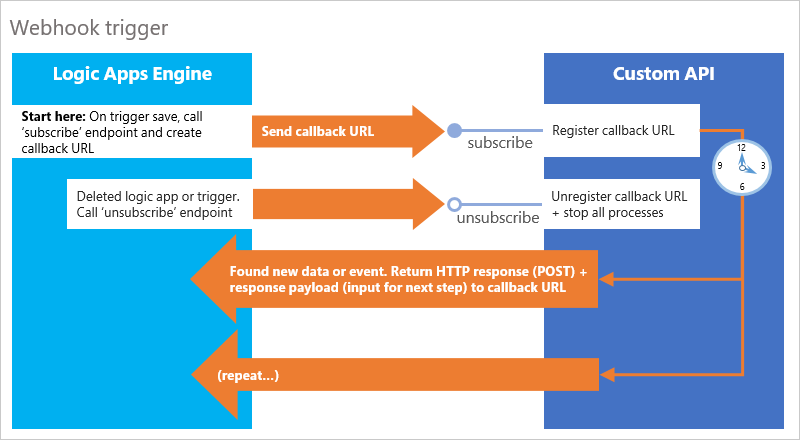 Webhook trigger
Logic Apps Engine
Custom API
Start here: On trigger save, call
'subscribe' endpoint and create
callback URL
Send callback URL
subscribe
Register callback URL
12
9
3
6
Deleted logic app or trigger.
Call 'unsubscribe' endpoint
unsubscribe
Unregister callback URL
+ stop all processes
Found new data or event. Return HTTP response (POST) +
response payload (input for next step) to callback URL
(repeat...)